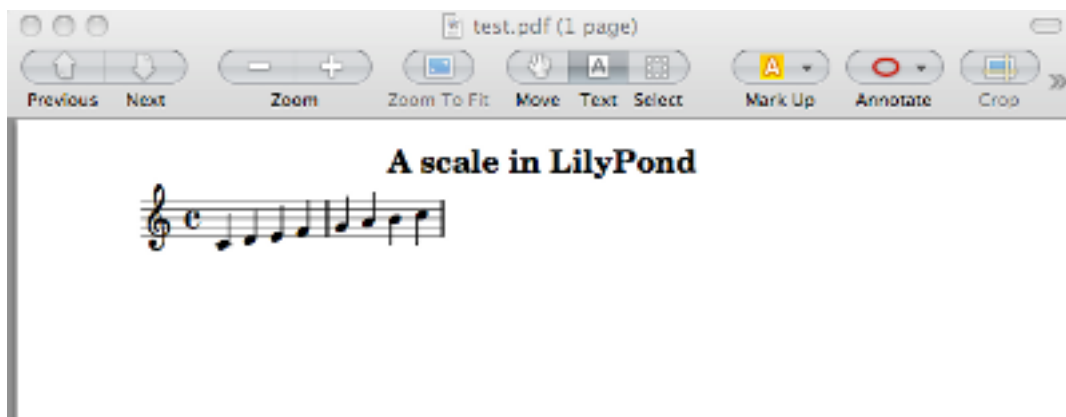 test.pdf (1 page)
A
A
Previous Next Zoom Zoom To Fit Move Text Select Mark Up Annotate Crop
A scale in LilyPond